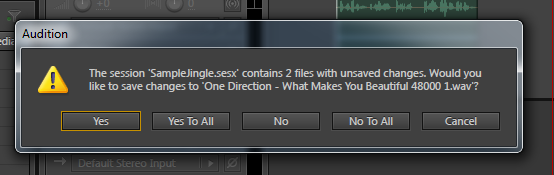 +0
Audition
edia
The session 'SampleJingle.sesx' contains 2 files with unsaved changes. Would you
like to save changes to 'One Direction - What Makes You Beautiful 48000 1.wav'?
Yes
Yes To All
No
No To All
Cancel
Default Stereo Input